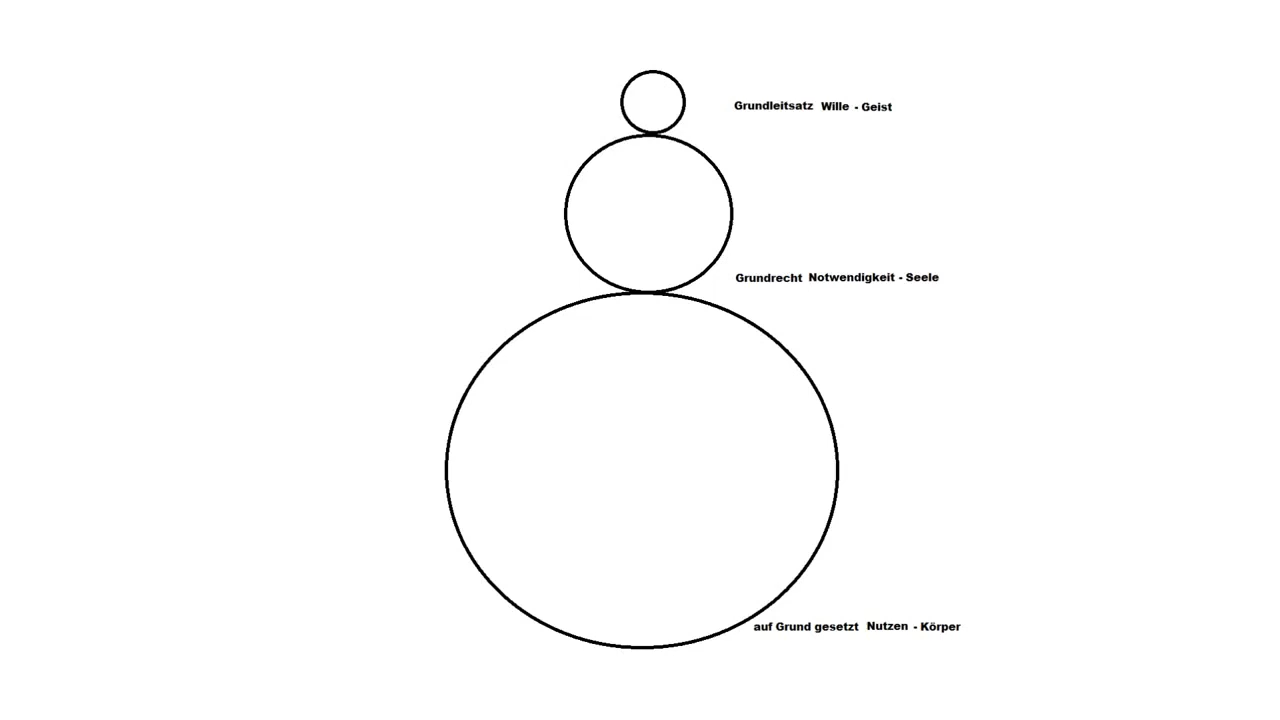 Grundleitsatz Wille - Geist
Grundrecht Notwendigkeit - Seele
auf Grund gesetzt Nutzen - Körper